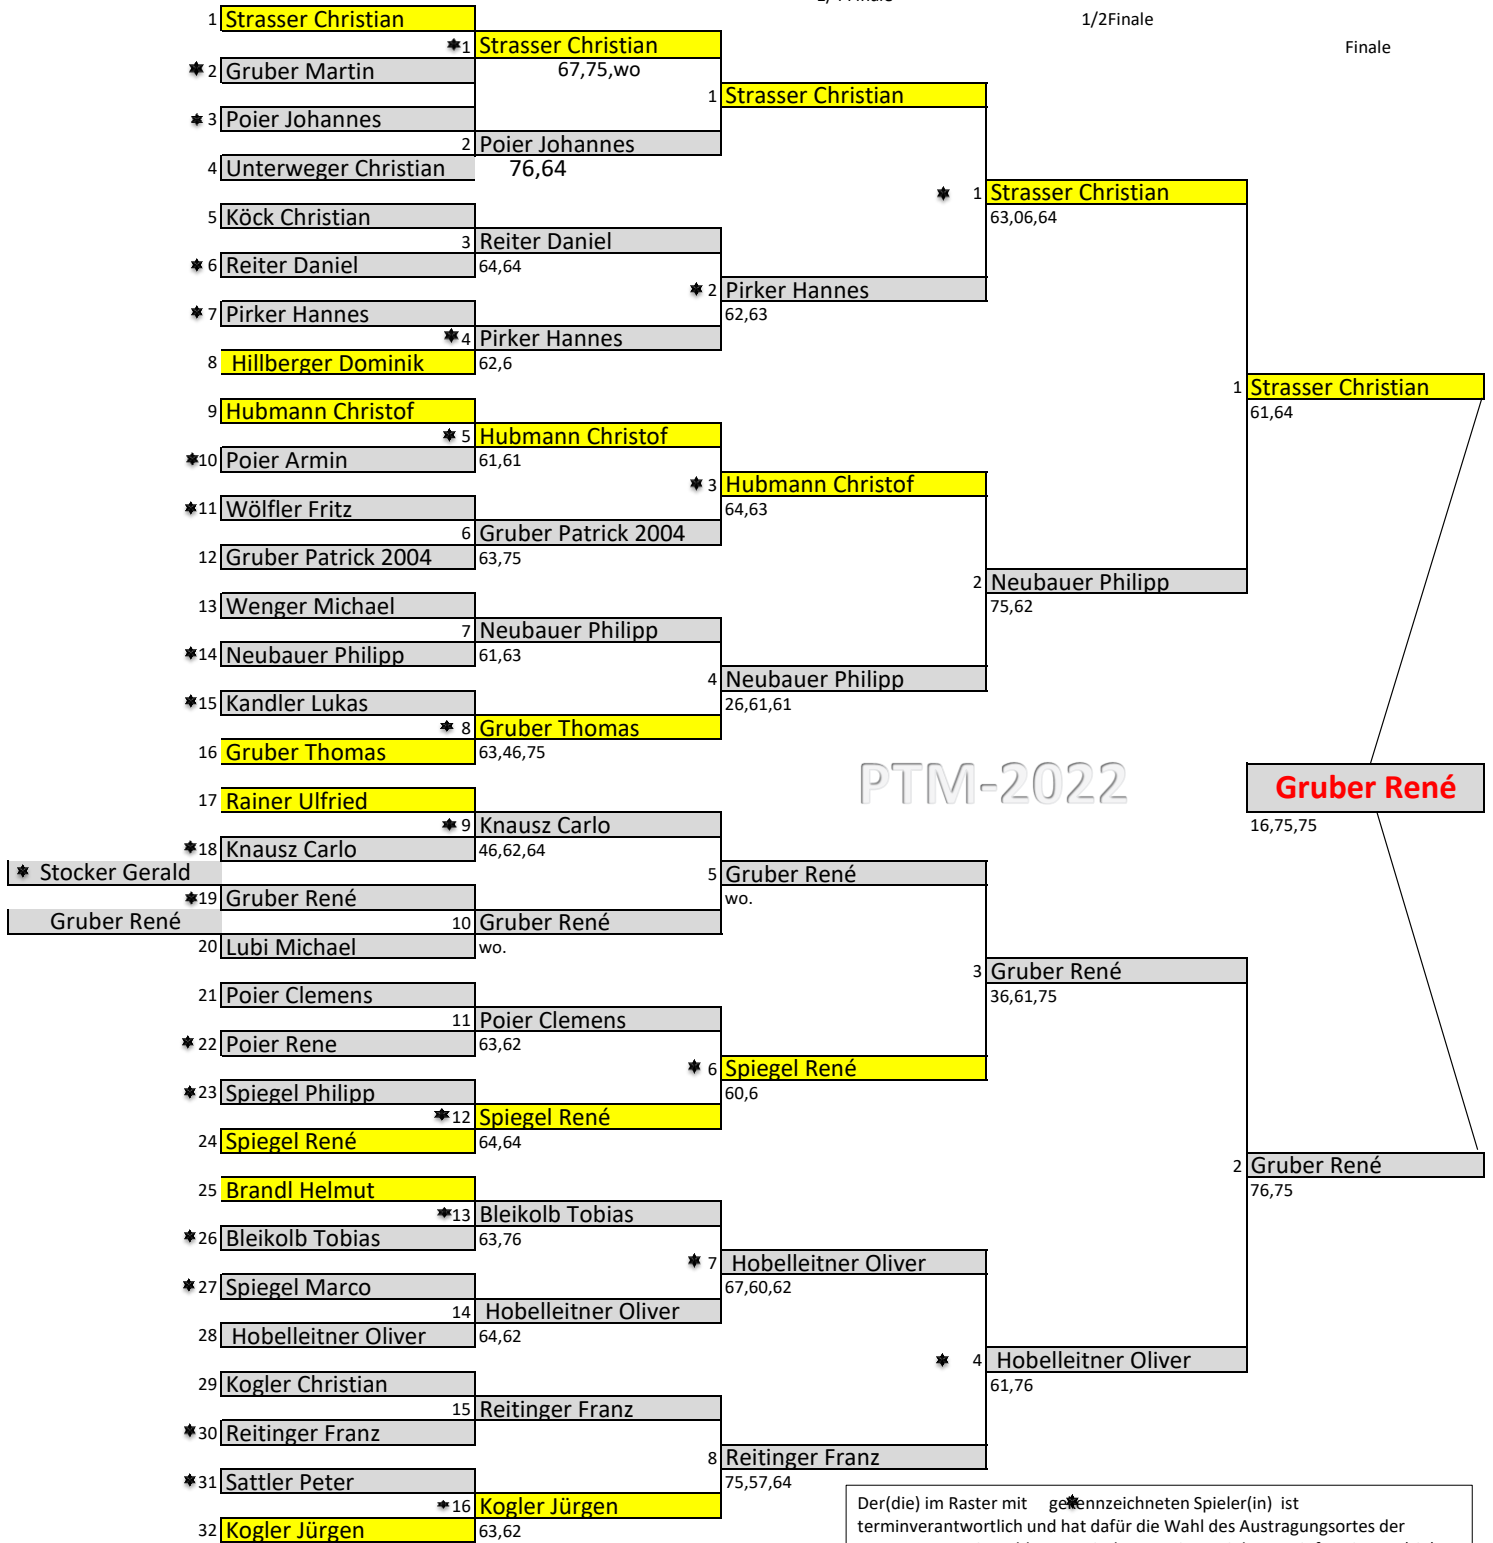 1/2Finale
Finale
1 Strasser Christian
1 Strasser Christian
2 Gruber Martin
67,75,wo
1 Strasser Christian
3 Poier Johannes
2 Poier Johannes
4 Unterweger Christian
76,64
1 Strasser Christian
63,06,64
5 Köck Christian
3 Reiter Daniel
6 Reiter Daniel
64,64
2 Pirker Hannes
62,63
7 Pirker Hannes
4 Pirker Hannes
8 Hillberger Dominik
62,6
1 Strasser Christian
61,64
9 Hubmann Christof
5 Hubmann Christof
10 Poier Armin
61,61
3 Hubmann Christof
64,63
11 Wölfler Fritz
6 Gruber Patrick 2004
12 Gruber Patrick 2004
63,75
2 Neubauer Philipp
75,62
13 Wenger Michael
7 Neubauer Philipp
14 Neubauer Philipp
61,63
4 Neubauer Philipp
26,61,61
15 Kandler Lukas
8 Gruber Thomas
16 Gruber Thomas
63,46,75
PTM-2022
Gruber René
16,75,75
17 Rainer Ulfried
9 Knausz Carlo
18 Knausz Carlo
46,62,64
Stocker Gerald
5 Gruber René
wo.
19 Gruber René
Gruber René
10 Gruber René
20 Lubi Michael
wo.
3 Gruber René
36,61,75
21 Poier Clemens
11 Poier Clemens
22 Poier Rene
63,62
6 Spiegel René
60,6
23 Spiegel Philipp
12 Spiegel René
24 Spiegel René
64,64
2 Gruber René
76,75
25 Brandl Helmut
13 Bleikolb Tobias
26 Bleikolb Tobias
63,76
7 Hobelleitner Oliver
67,60,62
27 Spiegel Marco
14 Hobelleitner Oliver
28 Hobelleitner Oliver
64,62
4 Hobelleitner Oliver
61,76
29 Kogler Christian
15 Reitinger Franz
30 Reitinger Franz
8 Reitinger Franz
75,57,64
31 Sattler Peter
16 Kogler Jürgen
32 Kogler Jürgen
63,62
Der(die) im Raster mit gekennzeichneten Spieler(in) ist
terminverantwortlich und hat dafür die Wahl des Austragungsortes der